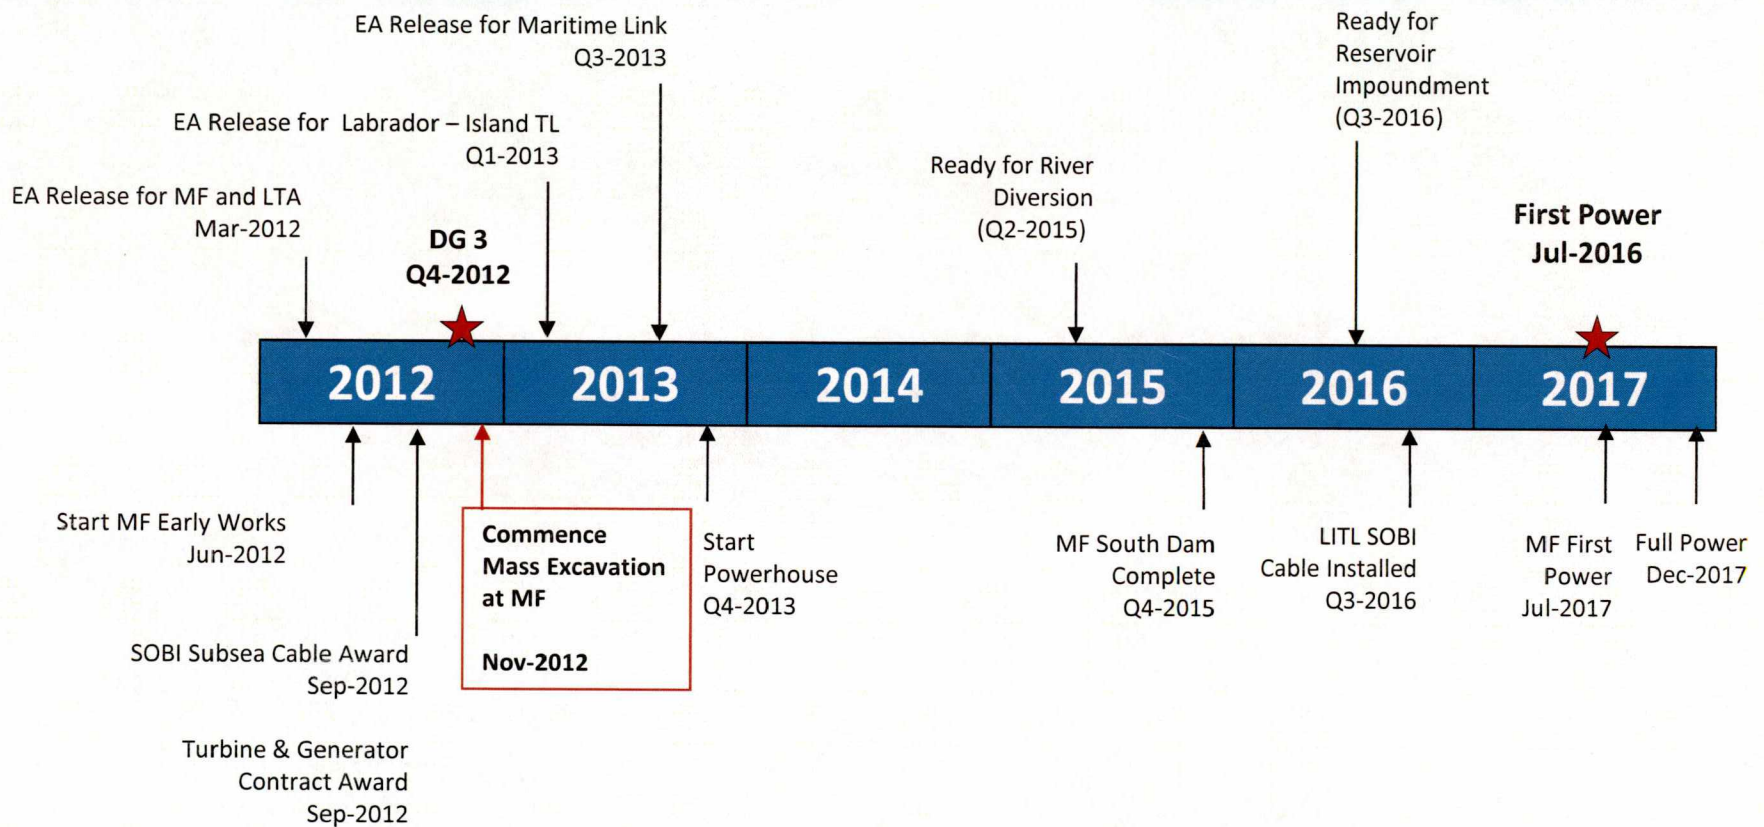 EA Release for Maritime Link
Q3-2013
Ready for
Reservoir
Impoundment
(Q3-2016)
EA Release for Labrador – Island TL
Q1-2013
Ready for River
Diversion
(Q2-2015)
EA Release for MF and LTA
Mar-2012
DG 3
Q4-2012
First Power
Jul-2016
2012
2013
2014
2015
2016
2017
Start MF Early Works
Jun-2012
SOBI Subsea Cable Award
Sep-2012
Turbine & Generator
Contract Award
Sep-2012
Commence
Mass Excavation
at MF
Nov-2012
Start
Powerhouse
Q4-2013
MF South Dam
Complete
Q4-2015
LITL SOBI
Cable Installed
Q3-2016
MF First
Power
Jul-2017
Full Power
Dec-2017